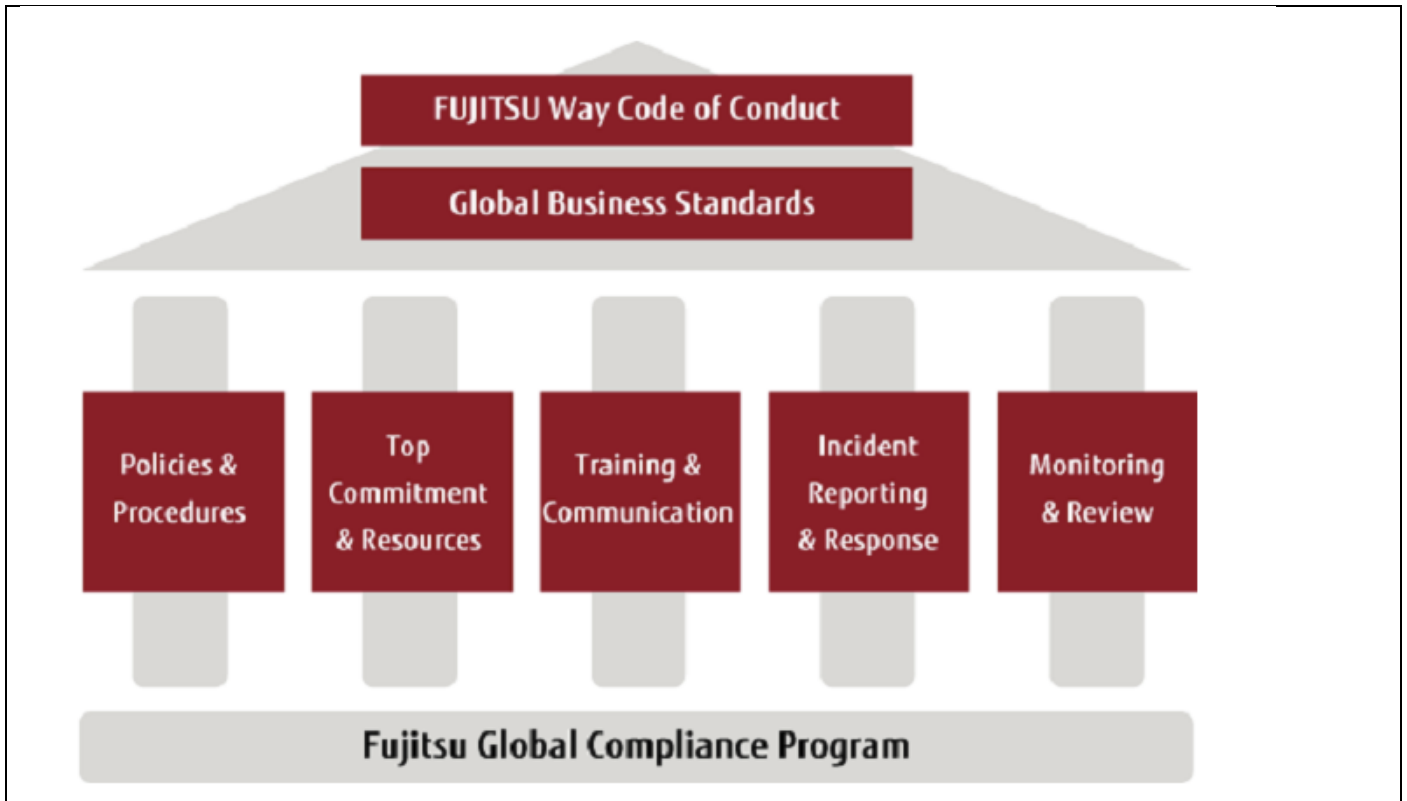 FUJITSU Way Code of Conduct
Global Business Standards
Policies &
Procedures
Top
Commitment
& Resources
Training &
Communication
Incident
Reporting
& Response
Monitoring
& Review
Fujitsu Global Compliance Program